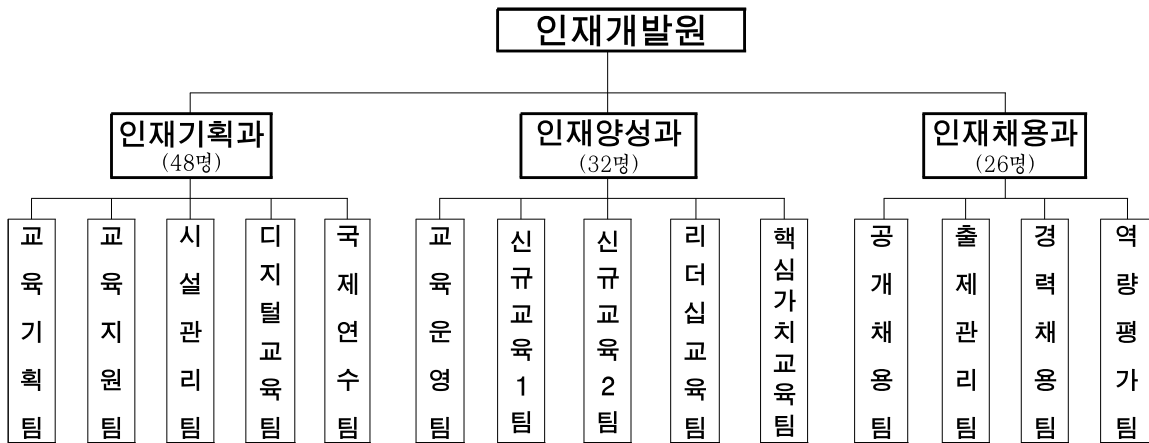 인재개발원
인재기획과
(48명)
인재양성과
(32명)
인재채용과
(26명)
교육기획팀
교육지원팀
시설관리팀
디지털교육팀
국제연수팀
교육운영팀
신규교육1팀
신규교육2팀
리더십교육팀
핵심가치교육팀
공개채용팀
출제관리팀
경력채용팀
역량평가팀